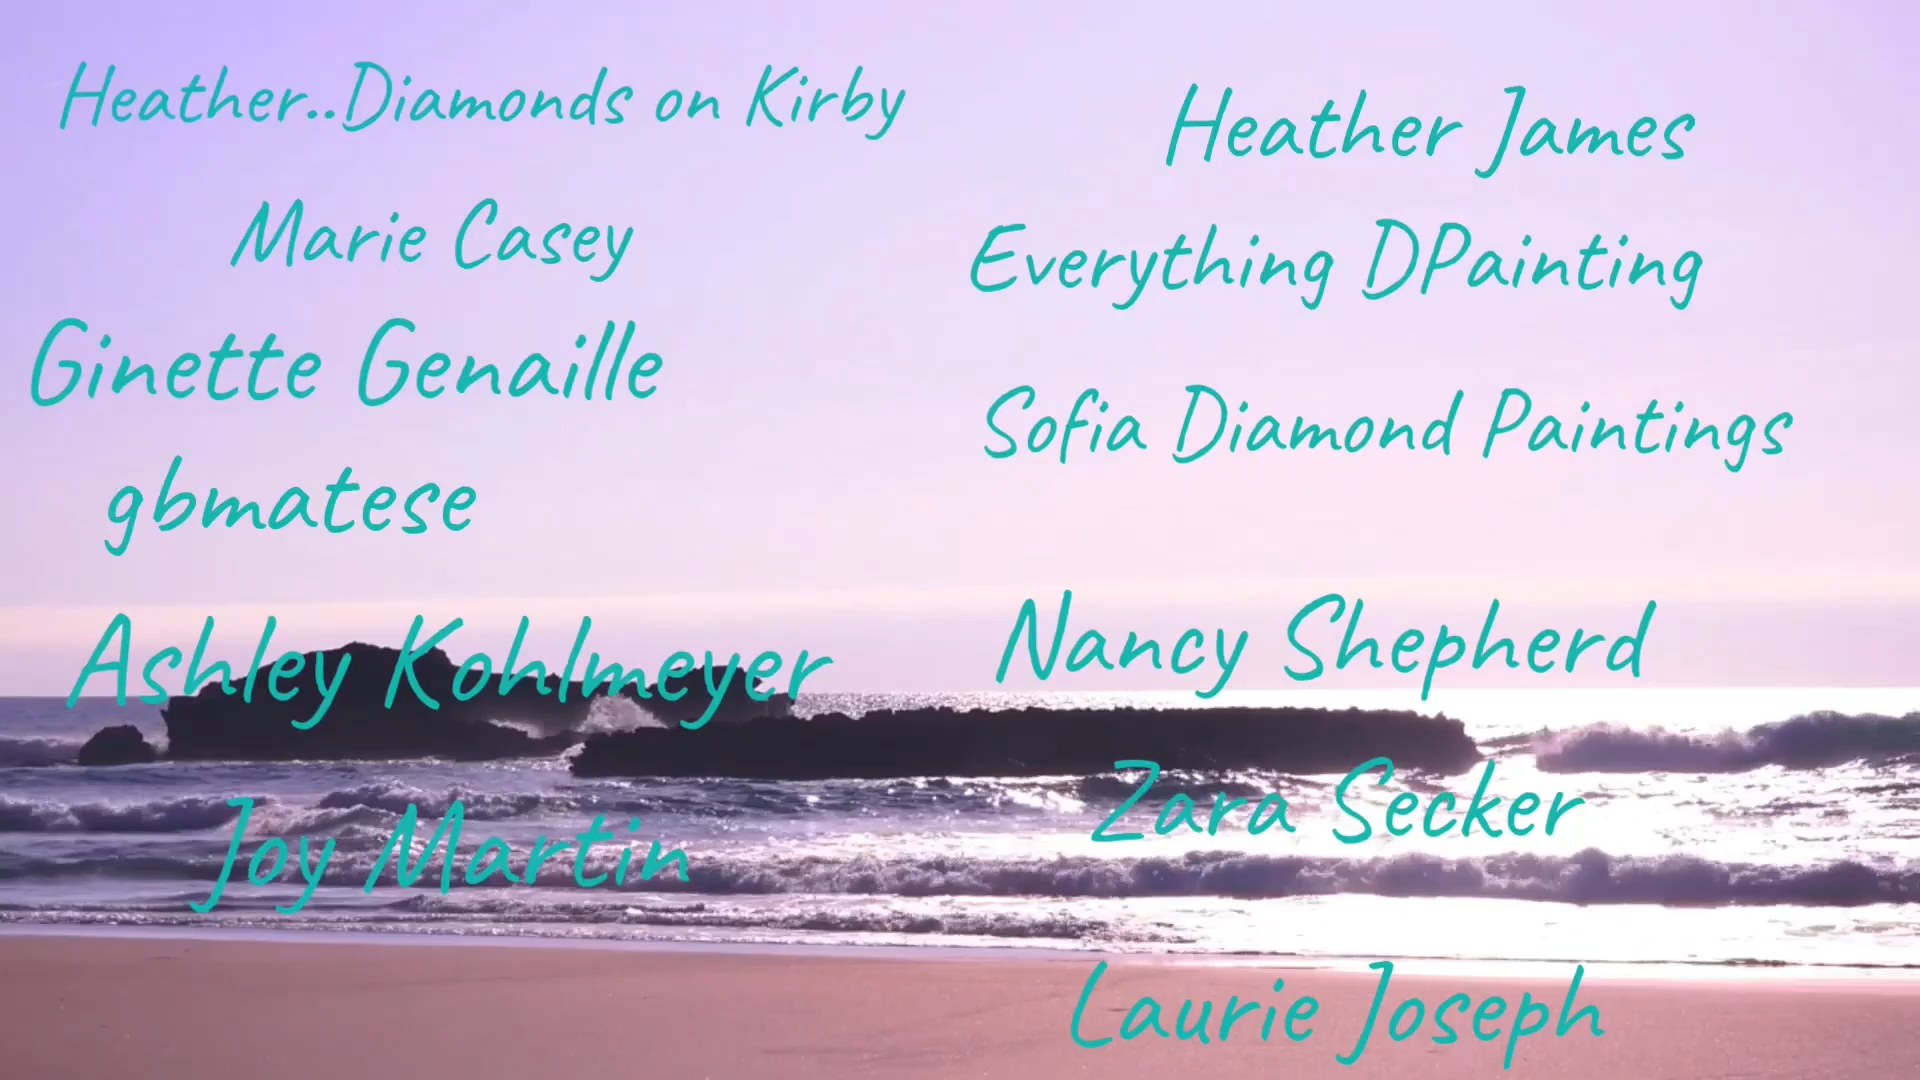 Heather..Diamonds on Kirby
Marie Casey
Ginette Genaille
gbmatese
Ashley Kohlmeyer
Joy Martin
Heather James
Everything DPainting
Sofia Diamond Paintings
Nancy Shepherd
Zara Secker
Laurie Joseph